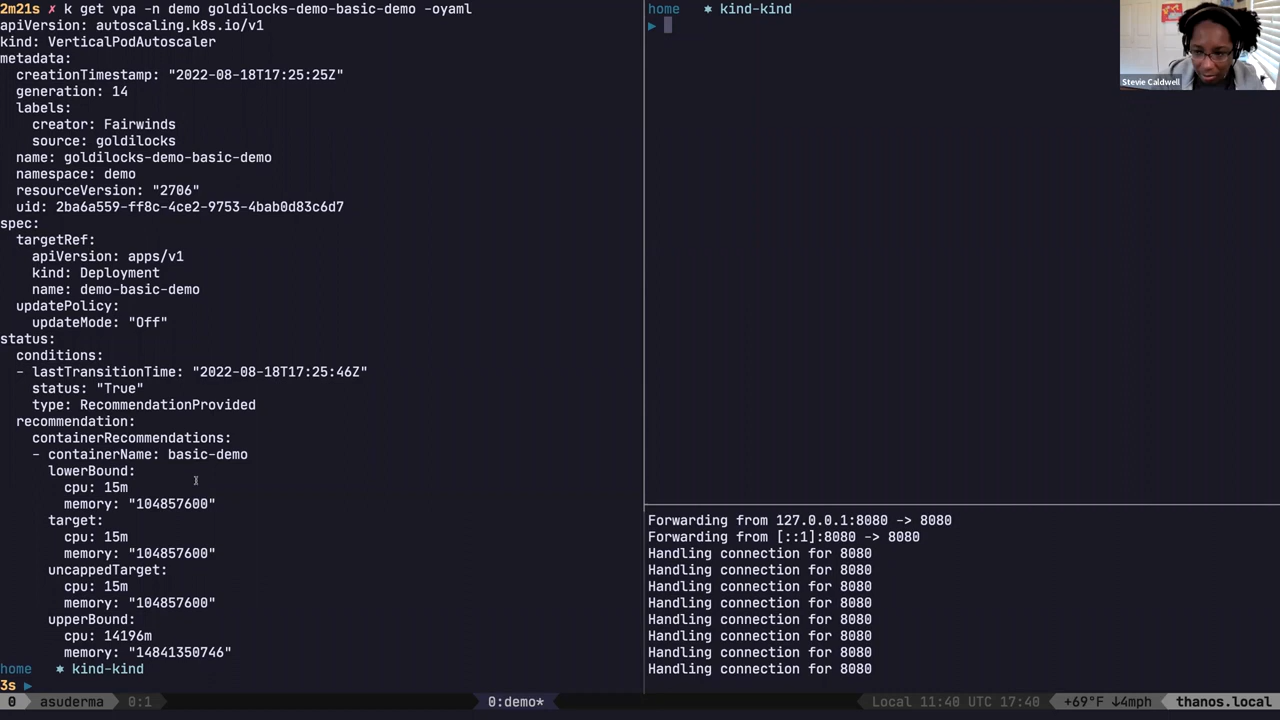 2m21s ✗ k get vpa -n demo goldilocks-demo-basic-demo -oyaml
apiVersion: autoscaling.k8s.io/v1
kind: VerticalPodAutoscaler
metadata:
  creationTimestamp: "2022-08-18T17:25:25Z"
  generation: 14
  labels:
    creator: Fairwinds
    source: goldilocks
  name: goldilocks-demo-basic-demo
  namespace: demo
  resourceVersion: "2706"
  uid: 2ba6a559-ff8c-4ce2-9753-4bab0d83c6d7
spec:
  targetRef:
    apiVersion: apps/v1
    kind: Deployment
    name: demo-basic-demo
  updatePolicy:
    updateMode: "Off"
status:
  conditions:
  - lastTransitionTime: "2022-08-18T17:25:46Z"
    status: "True"
    type: RecommendationProvided
  recommendation:
    containerRecommendations:
    - containerName: basic-demo
      lowerBound:
        cpu: 15m
        memory: "104857600"
      target:
        cpu: 15m
        memory: "104857600"
      uncappedTarget:
        cpu: 15m
        memory: "104857600"
      upperBound:
        cpu: 14196m
        memory: "14841350746"
home * kind-kind
3s ▶
home * kind-kind
▶
Stevie Caldwell
Forwarding from 127.0.0.1:8080 -> 8080
Forwarding from [::1]:8080 -> 8080
Handling connection for 8080
Handling connection for 8080
Handling connection for 8080
Handling connection for 8080
Handling connection for 8080
Handling connection for 8080
Handling connection for 8080
Handling connection for 8080
0 asuderma 0:1 0:demo* Local 11:40 UTC 17:40 +69°F ↓4mph thanos.local